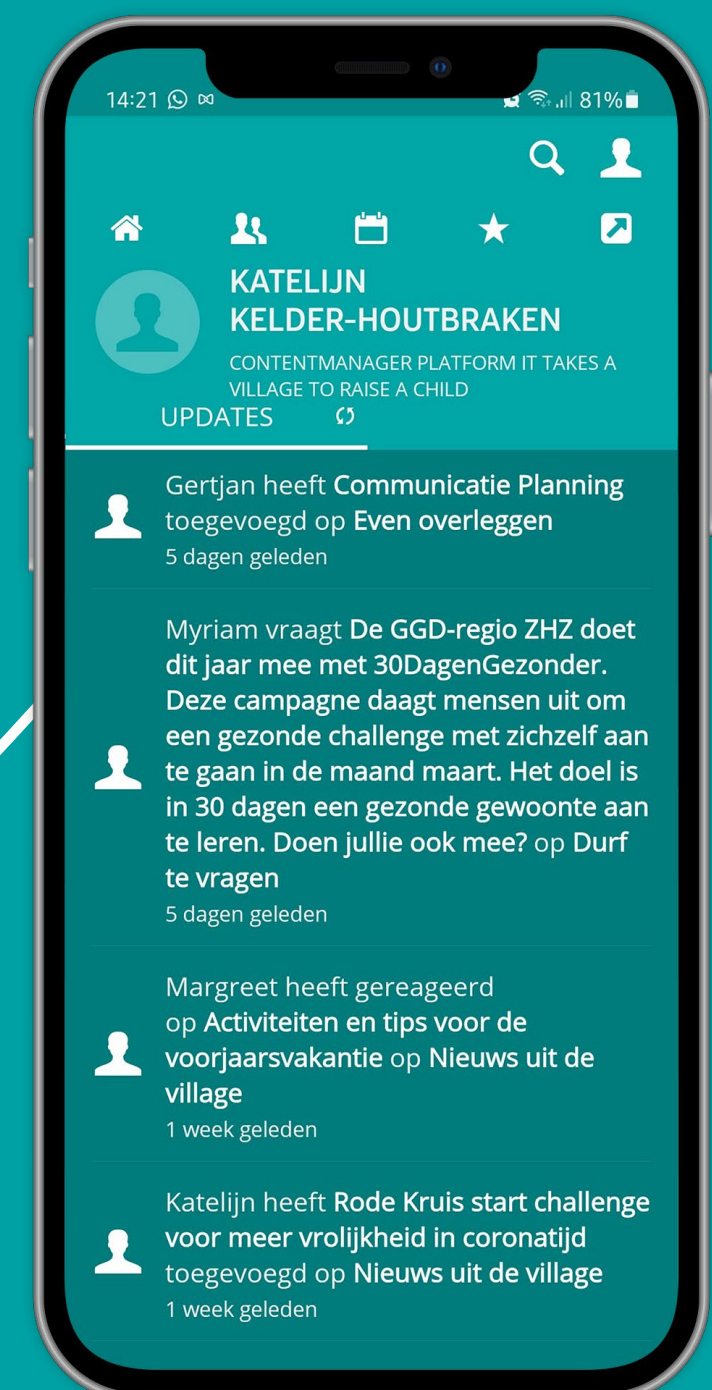 14:21 81%
KATELIJN
KELDER-HOUTBRAKEN
CONTENTMANAGER PLATFORM IT TAKES A
VILLAGE TO RAISE A CHILD
UPDATES
Gertjan heeft Communicatie Planning
toegevoegd op Even overleggen
5 dagen geleden
Myriam vraagt De GGD-regio ZHZ doet
dit jaar mee met 30DagenGezonder.
Deze campagne daagt mensen uit om
een gezonde challenge met zichzelf aan
te gaan in de maand maart. Het doel is
in 30 dagen een gezonde gewoonte aan
te leren. Doen jullie ook mee? op Durf
te vragen
5 dagen geleden
Margreet heeft gereageerd
op Activiteiten en tips voor de
voorjaarsvakantie op Nieuws uit de
village
1 week geleden
Katelijn heeft Rode Kruis start challenge
voor meer vrolijkheid in coronatijd
toegevoegd op Nieuws uit de village
1 week geleden